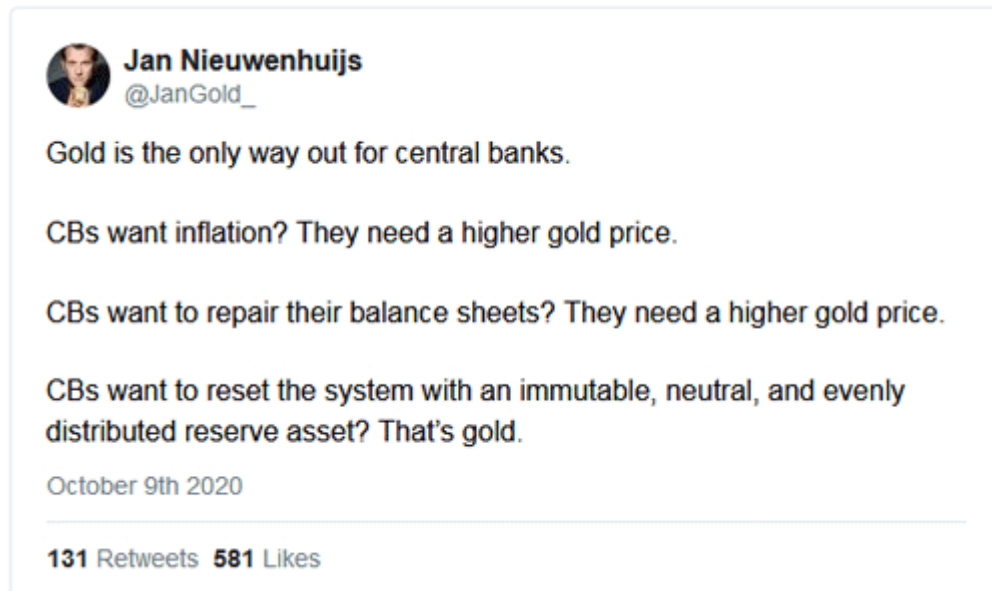 Jan Nieuwenhuijs
@JanGold_
Gold is the only way out for central banks.
CBs want inflation? They need a higher gold price.
CBs want to repair their balance sheets? They need a higher gold price.
CBs want to reset the system with an immutable, neutral, and evenly
distributed reserve asset? That’s gold.
October 9th 2020
131 Retweets 581 Likes